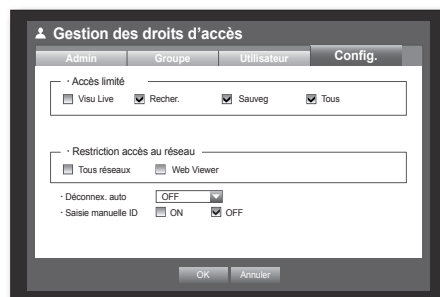 Gestion des droits d'accès
Admin Groupe Utilisateur Config.
· Accès limité
Visu Live Recher. Sauveg Tous
· Restriction accès au réseau
Tous réseaux Web Viewer
· Déconnex. auto OFF
· Saisie manuelle ID ON OFF
OK Annuler